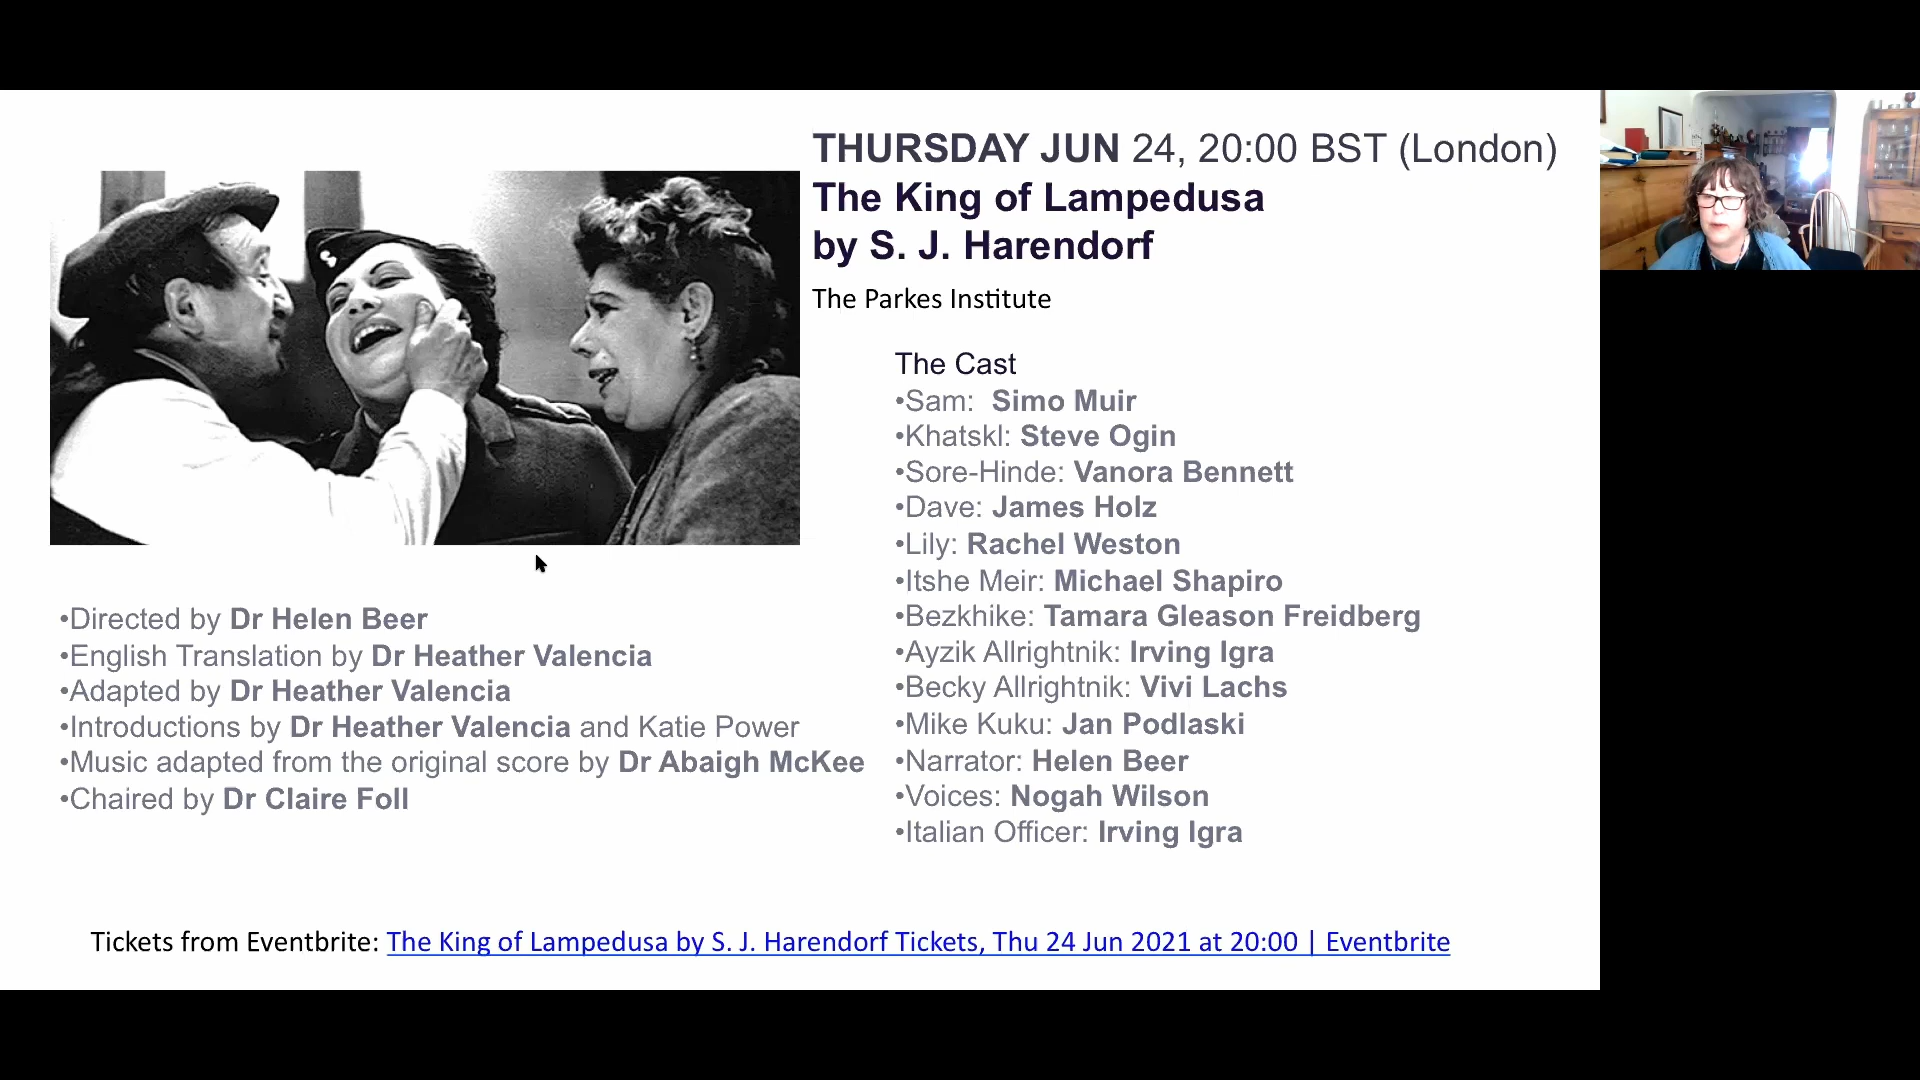 THURSDAY JUN 24, 20:00 BST (London)
The King of Lampedusa
by S. J. Harendorf
The Parkes Institute
The Cast
•Sam: Simo Muir
•Khatskl: Steve Ogin
•Sore-Hinde: Vanora Bennett
•Dave: James Holz
•Lily: Rachel Weston
•Itshe Meir: Michael Shapiro
•Bezkhike: Tamara Gleason Freidberg
•Ayzik Allrightnik: Irving Igra
•Becky Allrightnik: Vivi Lachs
•Mike Kuku: Jan Podlaski
•Narrator: Helen Beer
•Voices: Nogah Wilson
•Italian Officer: Irving Igra
•Directed by Dr Helen Beer
•English Translation by Dr Heather Valencia
•Adapted by Dr Heather Valencia
•Introductions by Dr Heather Valencia and Katie Power
•Music adapted from the original score by Dr Abaigh McKee
•Chaired by Dr Claire Foll
Tickets from Eventbrite: The King of Lampedusa by S. J. Harendorf Tickets, Thu 24 Jun 2021 at 20:00 | Eventbrite